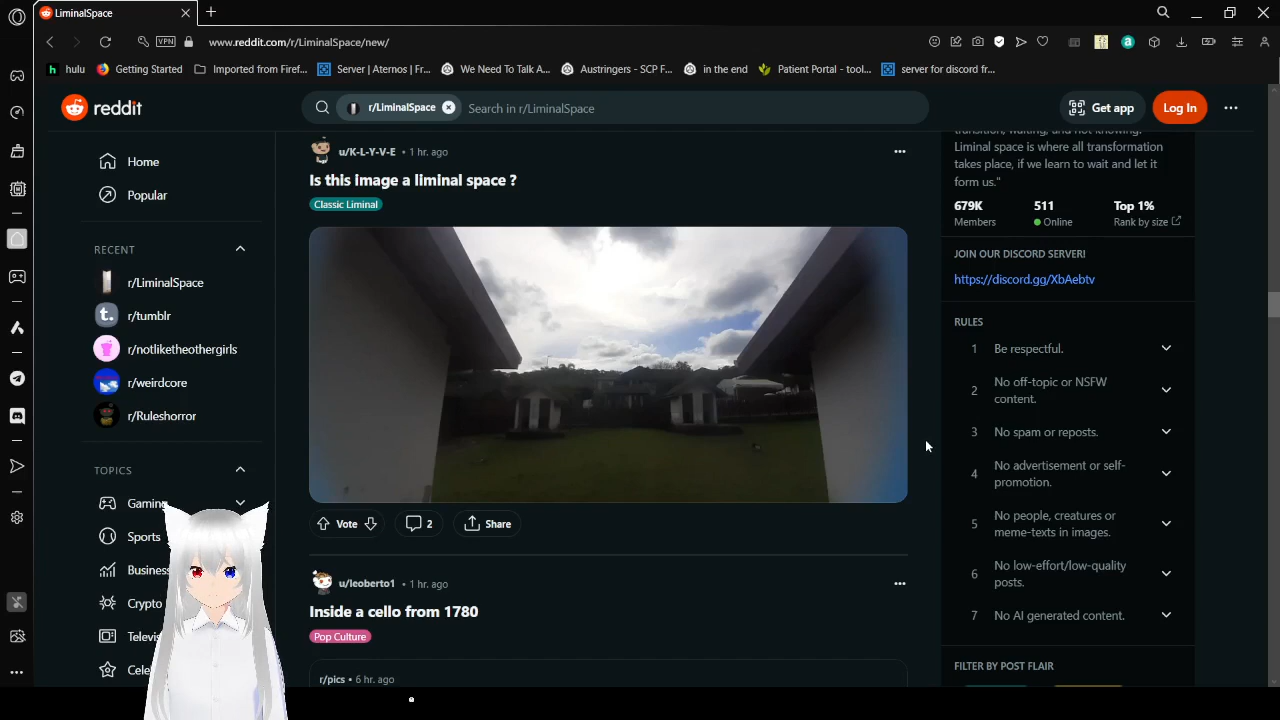 LiminalSpace
VPN
www.reddit.com/r/LiminalSpace/new/
hulu
Getting Started
Imported from Firef...
Server | Aternos | Fr...
We Need To Talk A...
Austringers - SCP F...
in the end
Patient Portal - tool...
server for discord fr...
reddit
r/LiminalSpace
Search in r/LiminalSpace
Get app
Log In
Home
Popular
RECENT
r/LiminalSpace
r/tumblr
r/notliketheothergirls
r/weirdcore
r/Ruleshorror
TOPICS
Gaming
Sports
Business
Crypto
Televi
Cele
u/K-L-Y-V-E • 1 hr. ago
Is this image a liminal space ?
Classic Liminal
Vote
2
Share
u/leoberto1 • 1 hr. ago
Inside a cello from 1780
Pop Culture
r/pics • 6 hr. ago
transition, waiting, and not knowing.
Liminal space is where all transformation
takes place, if we learn to wait and let it
form us."
679K 511 Top 1%
Members Online Rank by size
JOIN OUR DISCORD SERVER!
https://discord.gg/XbAebtv
RULES
1 Be respectful.
2 No off-topic or NSFW
content.
3 No spam or reposts.
4 No advertisement or self-
promotion.
5 No people, creatures or
meme-texts in images.
6 No low-effort/low-quality
posts.
7 No AI generated content.
FILTER BY POST FLAIR